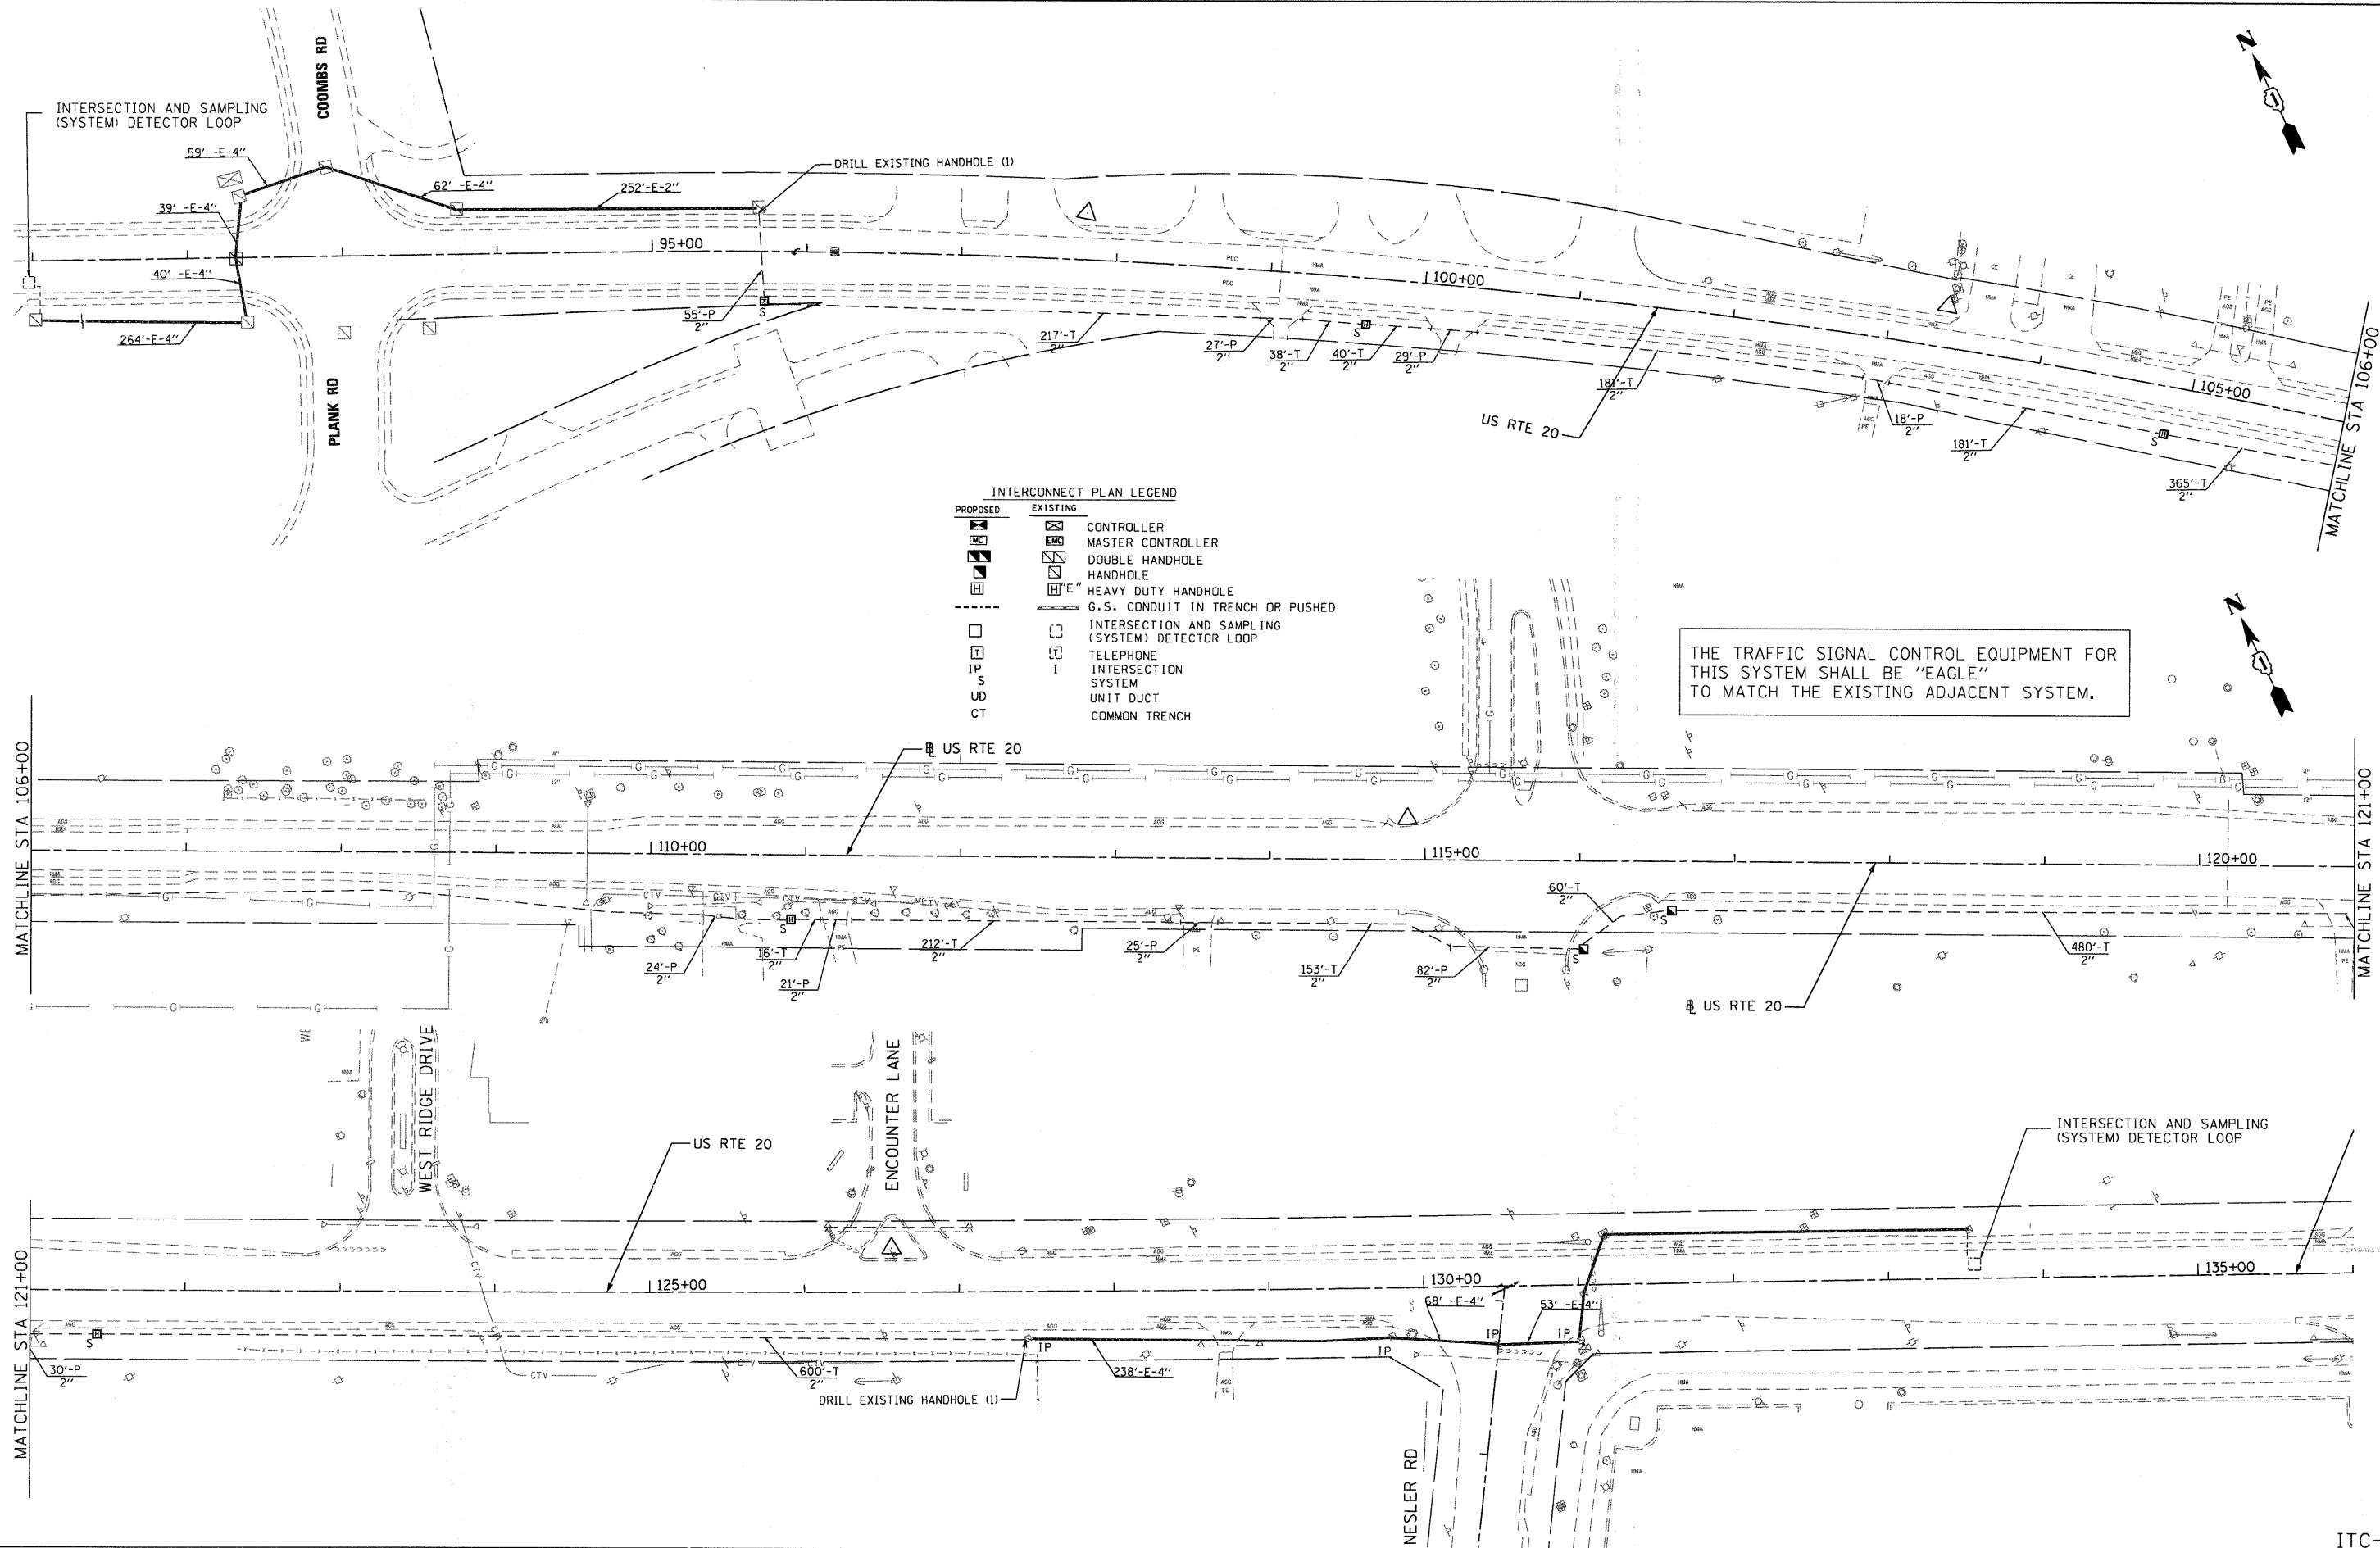 N
COOMBS RD
INTERSECTION AND SAMPLING
(SYSTEM) DETECTOR LOOP
59' -E-4"
DRILL EXISTING HANDHOLE (1)
62' -E-4"
252'-E-2"
39' -E-4"
95+00
40' -E-4"
100+00
264'-E-4"
55'-P
2"
S
217'-T
2"
27'-P
2"
38'-T
2"
S
H
40'-T
2"
29'-P
2"
181'-T
2"
US RTE 20
18'-P
2"
181'-T
2"
S
H
105+00
365'-T
2"
MATCHLINE STA 106+00
PLANK RD
INTERCONNECT PLAN LEGEND
PROPOSED EXISTING
CONTROLLER
MC EMC MASTER CONTROLLER
DOUBLE HANDHOLE
HANDHOLE
H H "E" HEAVY DUTY HANDHOLE
G.S. CONDUIT IN TRENCH OR PUSHED
INTERSECTION AND SAMPLING
(SYSTEM) DETECTOR LOOP
T T TELEPHONE
IP I INTERSECTION
S SYSTEM
UD UNIT DUCT
CT COMMON TRENCH
N
THE TRAFFIC SIGNAL CONTROL EQUIPMENT FOR
THIS SYSTEM SHALL BE "EAGLE"
TO MATCH THE EXISTING ADJACENT SYSTEM.
MATCHLINE STA 106+00
℄ US RTE 20
110+00
115+00
120+00
24'-P
2"
S
H
16'-T
2"
21'-P
2"
212'-T
2"
25'-P
2"
153'-T
2"
82'-P
2"
60'-T
2"
S
S
480'-T
2"
℄ US RTE 20
MATCHLINE STA 121+00
WEST RIDGE DRIVE
ENCOUNTER LANE
US RTE 20
INTERSECTION AND SAMPLING
(SYSTEM) DETECTOR LOOP
MATCHLINE STA 121+00
125+00
130+00
135+00
S
H
30'-P
2"
CTV
600'-T
2"
DRILL EXISTING HANDHOLE (1)
IP
238'-E-4"
IP
68' -E-4"
IP
53' -E-4"
IP
NESLER RD
ITC-